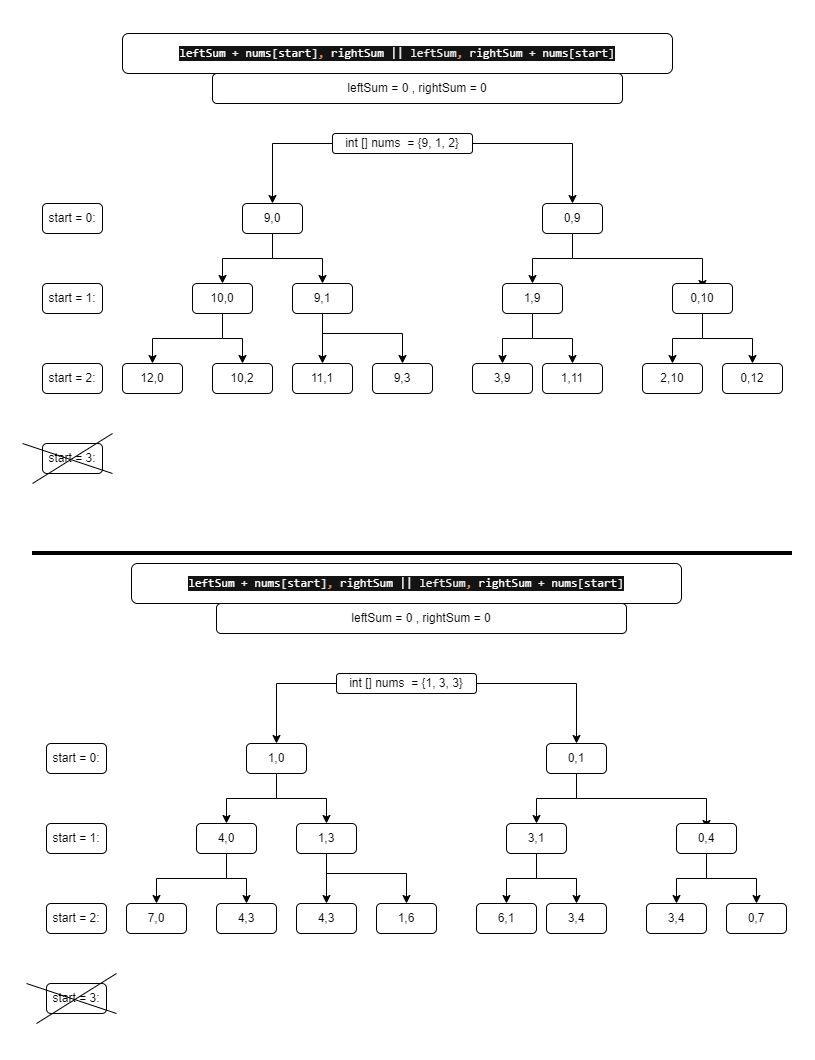 leftSum + nums[start], rightSum || leftSum, rightSum + nums[start]
leftSum = 0 , rightSum = 0
int [] nums  = {9, 1, 2}
start = 0: 9,0 0,9
start = 1: 10,0 9,1 1,9 0,10
start = 2: 12,0 10,2 11,1 9,3 3,9 1,11 2,10 0,12
start = 3:
leftSum + nums[start], rightSum || leftSum, rightSum + nums[start]
leftSum = 0 , rightSum = 0
int [] nums  = {1, 3, 3}
start = 0: 1,0 0,1
start = 1: 4,0 1,3 3,1 0,4
start = 2: 7,0 4,3 4,3 1,6 6,1 3,4 3,4 0,7
start = 3: